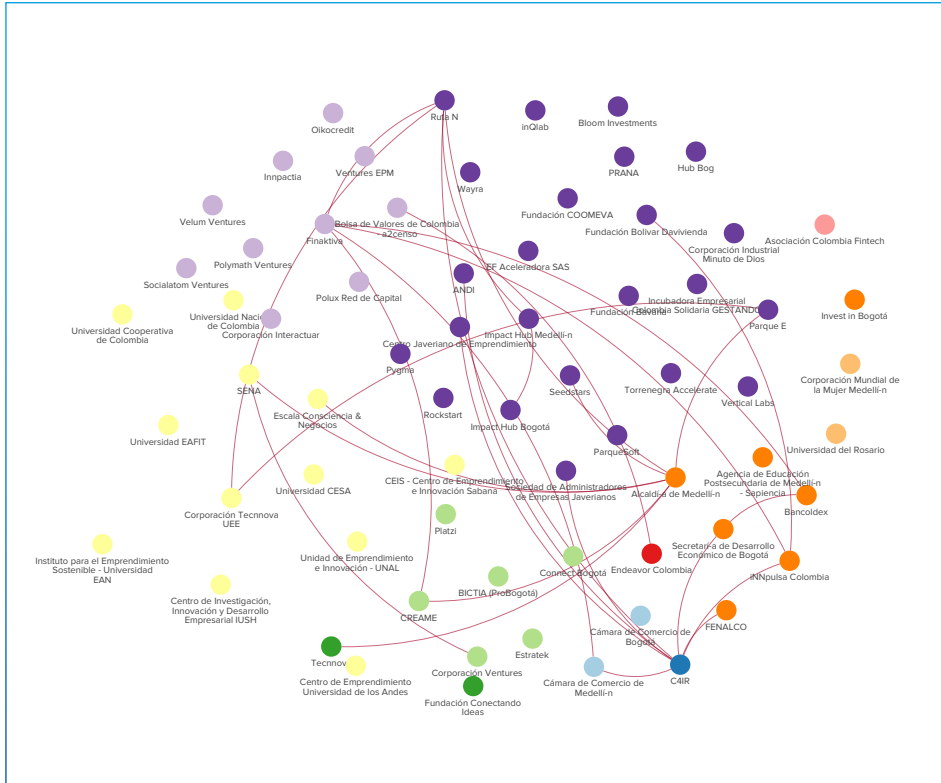 Ruta N
inQlab
Bloom Investments
Oikocredit
Ventures EPM
Innpactia
PRANA
Hub Bog
Wayra
Velum Ventures
Bolsa de Valores de Colombia
- a2censo
Finaktiva
Fundación COOMEVA
Fundación Bolivar Davivienda
Corporación Industrial
Minuto de Dios
Asociación Colombia Fintech
Polymath Ventures
Socialatom Ventures
EF Aceleradora SAS
ANDI
Polux Red de Capital
Incubadora Empresarial
Colombia Solidaria GESTANDO
Fundación Bavaria
Parque E
Invest in Bogotá
Universidad Cooperativa
de Colombia
Universidad Nacional
de Colombia
Corporación Interactuar
Centro Javeriano de Emprendimiento
Impact Hub Medellí-n
Pygma
SENA
Rockstart
Seedstars
Torrenegra Accelerate
Vertical Labs
Corporación Mundial de
la Mujer Medellí-n
Escala Consciencia &
Negocios
Impact Hub Bogotá
Universidad EAFIT
ParqueSoft
Universidad del Rosario
Universidad CESA
CEIS - Centro de Emprendimiento
e Innovación Sabana
Sociedad de Administradores
de Empresas Javerianos
Alcaldí-a de Medellí-n
Agencia de Educación
Postsecundaria de Medellí-n
- Sapiencia
Bancoldex
Corporación Tecnnova
UEE
Platzi
Secretarí-a de Desarrollo
Económico de Bogotá
Instituto para el Emprendimiento
Sostenible - Universidad
EAN
Unidad de Emprendimiento
e Innovación - UNAL
Connect Bogotá
Endeavor Colombia
iNNpulsa Colombia
BICTIA (ProBogotá)
Centro de Investigación,
Innovación y Desarrollo
Empresarial IUSH
CREAME
FENALCO
Cámara de Comercio de
Bogotá
Estratek
Tecnnova
Centro de Emprendimiento
Universidad de los Andes
Corporación Ventures
Fundación Conectando
Ideas
Cámara de Comercio de
Medellí-n
C4IR